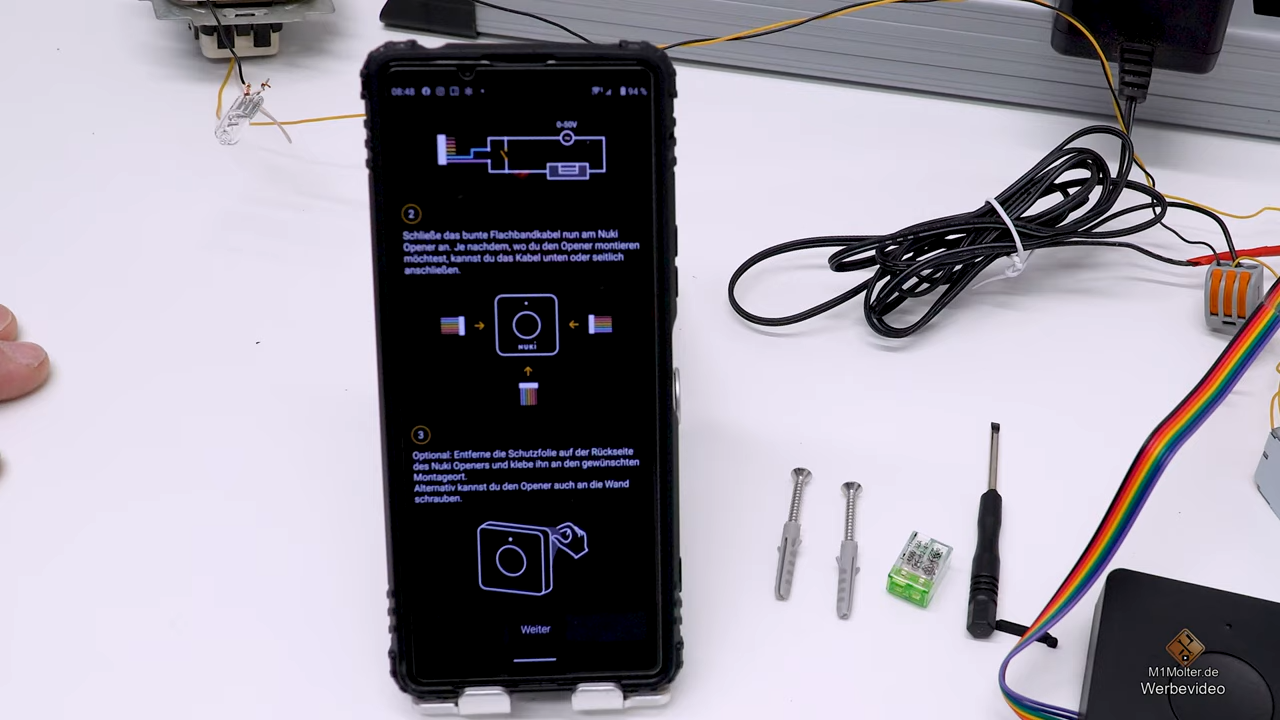 08:48
94 %
0-50V
2
Schließe das bunte Flachbandkabel nun am Nuki
Opener an. Je nachdem, wo du den Opener montieren
möchtest, kannst du das Kabel unten oder seitlich
anschließen.
NUKI
3
Optional: Entferne die Schutzfolie auf der Rückseite
des Nuki Openers und klebe ihn an den gewünschten
Montageort.
Alternativ kannst du den Opener auch an die Wand
schrauben.
Weiter
M1Molter.de
Werbevideo